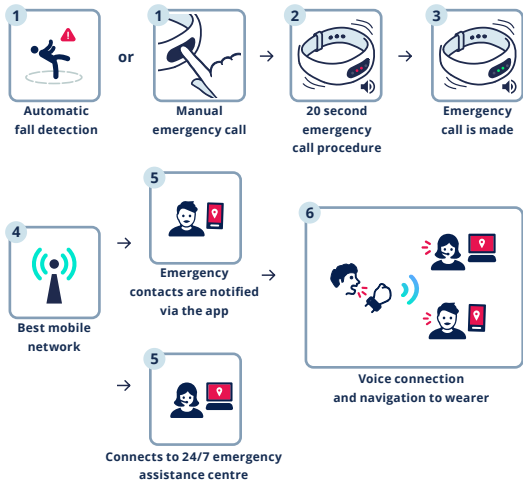 1
Automatic
fall detection
or
1
Manual
emergency call
2
20 second
emergency
call procedure
3
Emergency
call is made
4
Best mobile
network
5
Emergency
contacts are notified
via the app
5
Connects to 24/7 emergency
assistance centre
6
Voice connection
and navigation to wearer